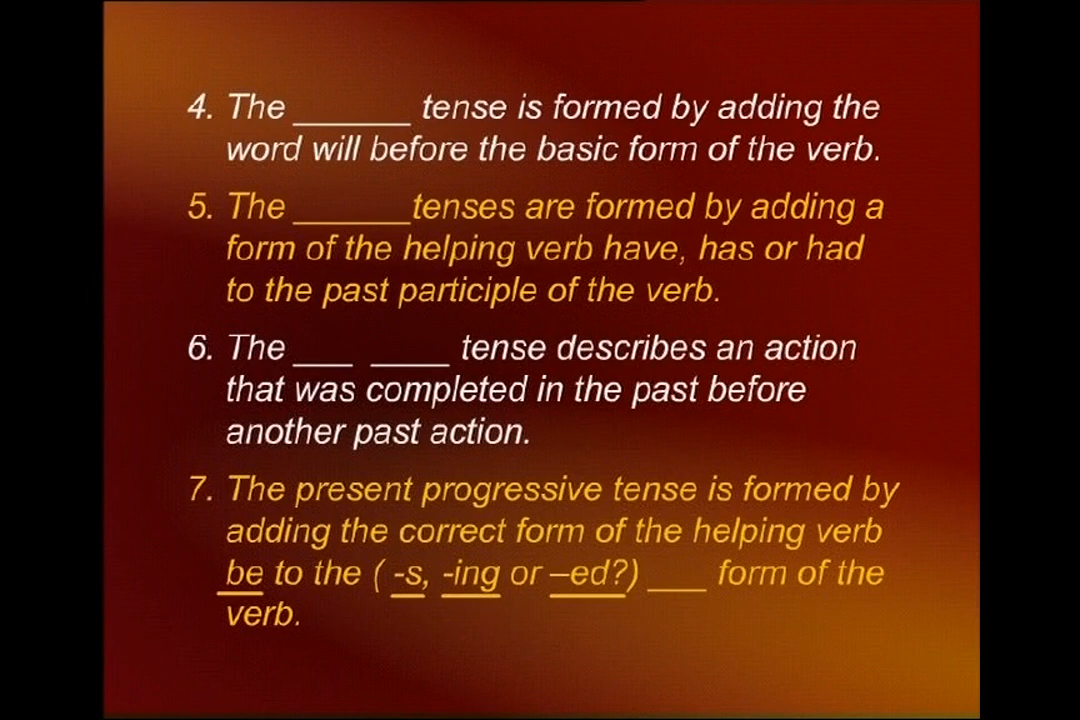 4. The ______ tense is formed by adding the
word will before the basic form of the verb.
5. The ______tenses are formed by adding a
form of the helping verb have, has or had
to the past participle of the verb.
6. The ___ ____ tense describes an action
that was completed in the past before
another past action.
7. The present progressive tense is formed by
adding the correct form of the helping verb
be to the ( -s, -ing or –ed?) ___ form of the
verb.